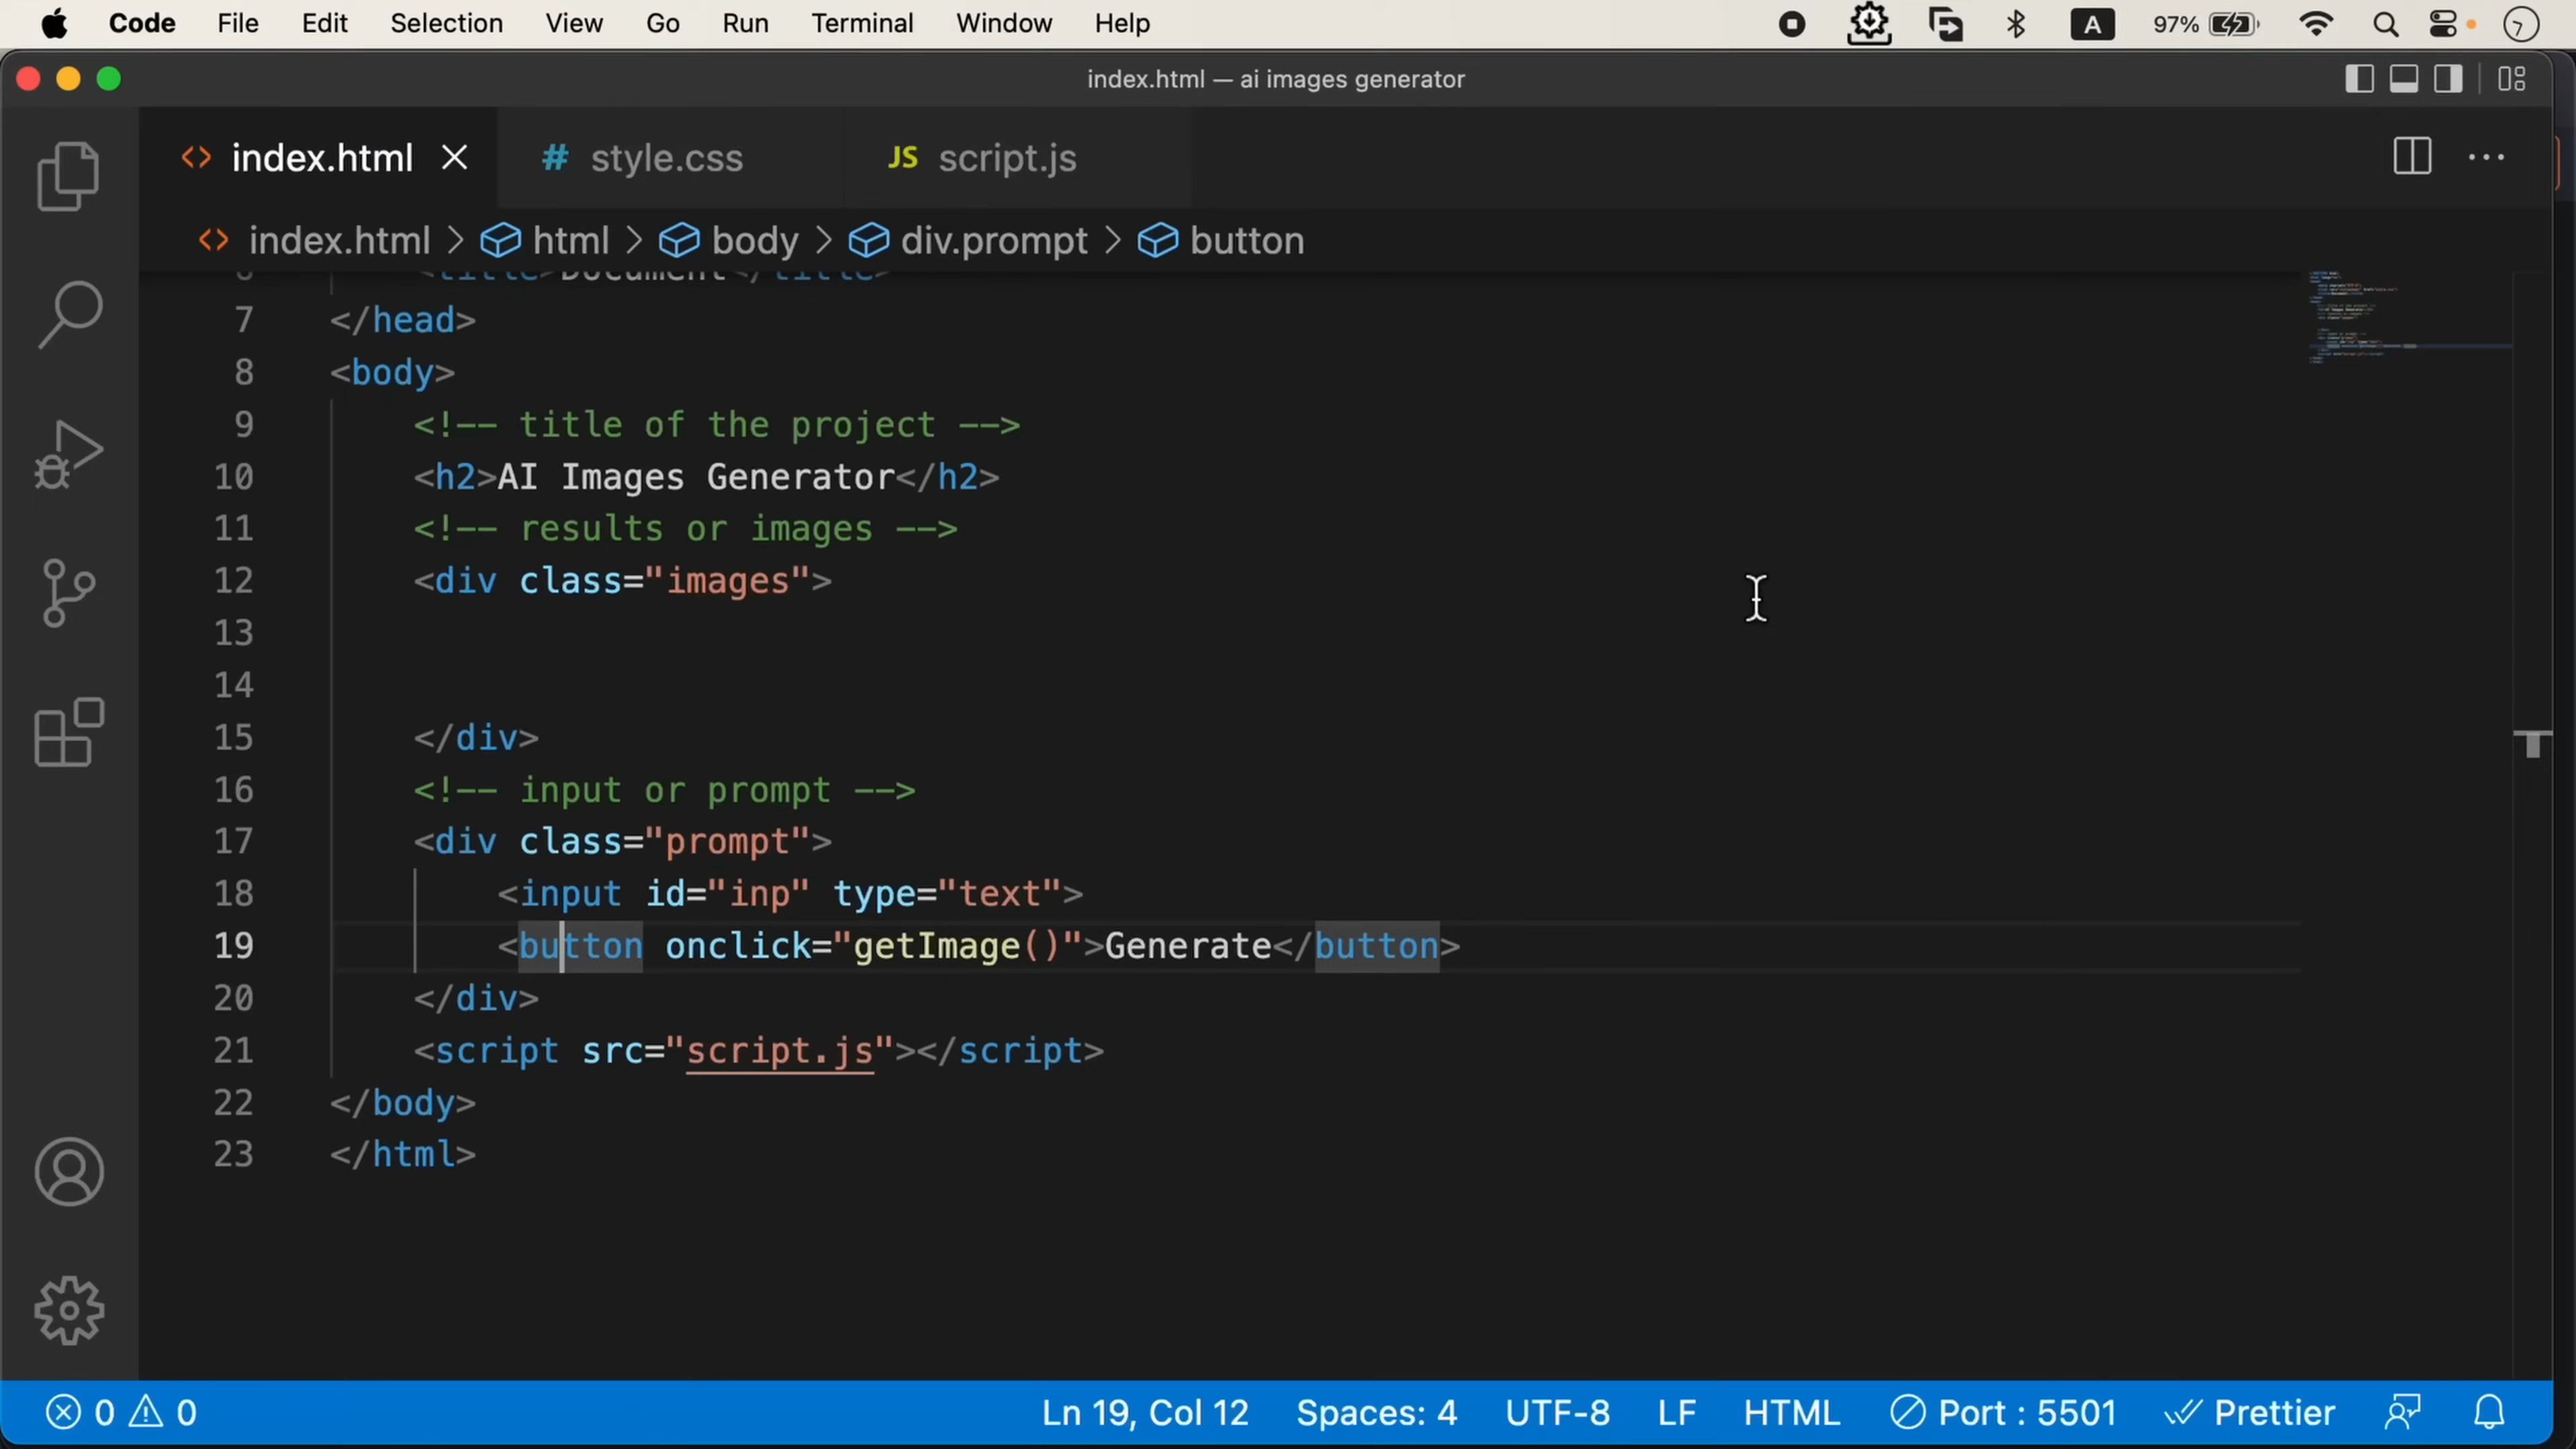 Code File Edit Selection View Go Run Terminal Window Help A 97%
index.html — ai images generator
<> index.html # style.css JS script.js
<> index.html > html > body > div.prompt > button
6 <title>Document</title>
7 </head>
8 <body>
9 <!-- title of the project -->
10 <h2>AI Images Generator</h2>
11 <!-- results or images -->
12 <div class="images">
13
14
15 </div>
16 <!-- input or prompt -->
17 <div class="prompt">
18 <input id="inp" type="text">
19 <button onclick="getImage()">Generate</button>
20 </div>
21 <script src="script.js"></script>
22 </body>
23 </html>
0 0 Ln 19, Col 12 Spaces: 4 UTF-8 LF HTML Port : 5501 Prettier